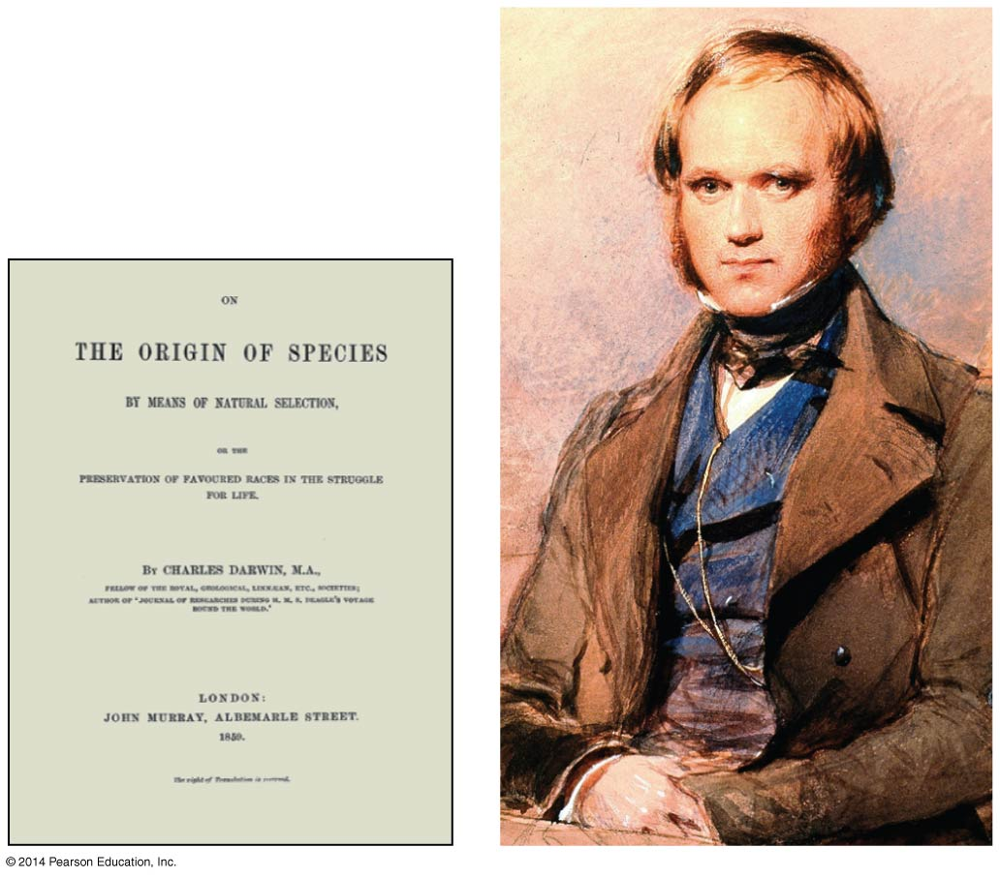 ON
THE ORIGIN OF SPECIES
BY MEANS OF NATURAL SELECTION,
OR THE
PRESERVATION OF FAVOURED RACES IN THE STRUGGLE
FOR LIFE.
BY CHARLES DARWIN, M.A.,
FELLOW OF THE ROYAL, GEOLOGICAL, LINNÆAN, ETC., SOCIETIES;
AUTHOR OF 'JOURNAL OF RESEARCHES DURING H. M. S. BEAGLE'S VOYAGE
ROUND THE WORLD.'
LONDON:
JOHN MURRAY, ALBEMARLE STREET.
1859.
The right of Translation is reserved.
© 2014 Pearson Education, Inc.